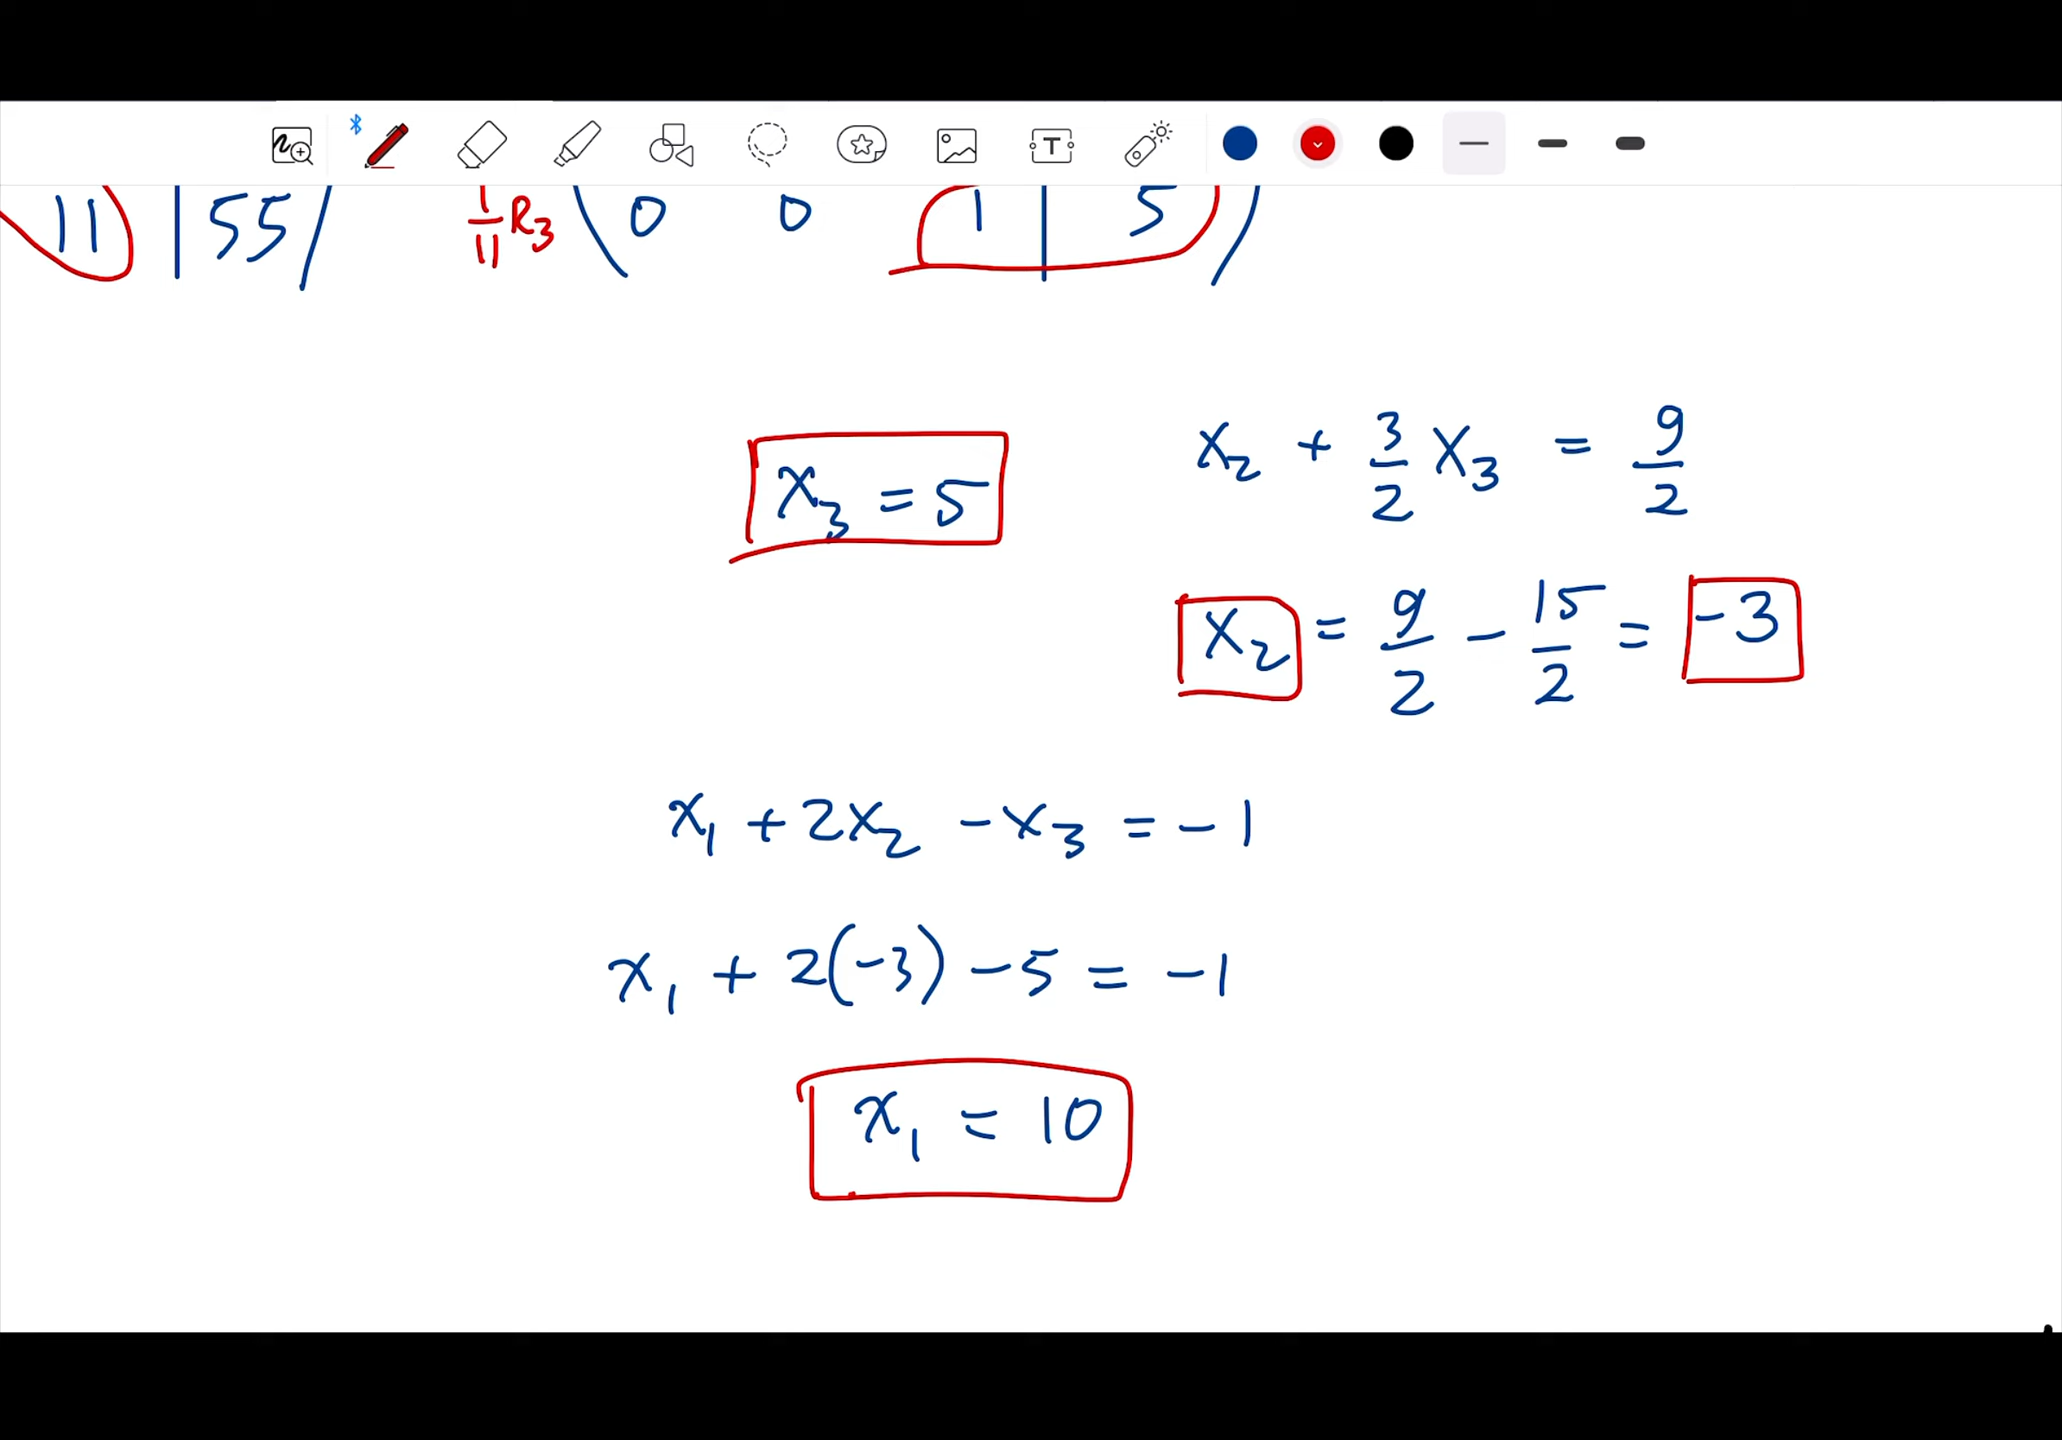 11 | 55 1/11 R₃ ( 0 0 1 | 5 )
x₂ + 3/2 x₃ = 9/2
x₃ = 5
x₂ = 9/2 - 15/2 = -3
x₁ + 2x₂ - x₃ = -1
x₁ + 2(-3) - 5 = -1
x₁ = 10